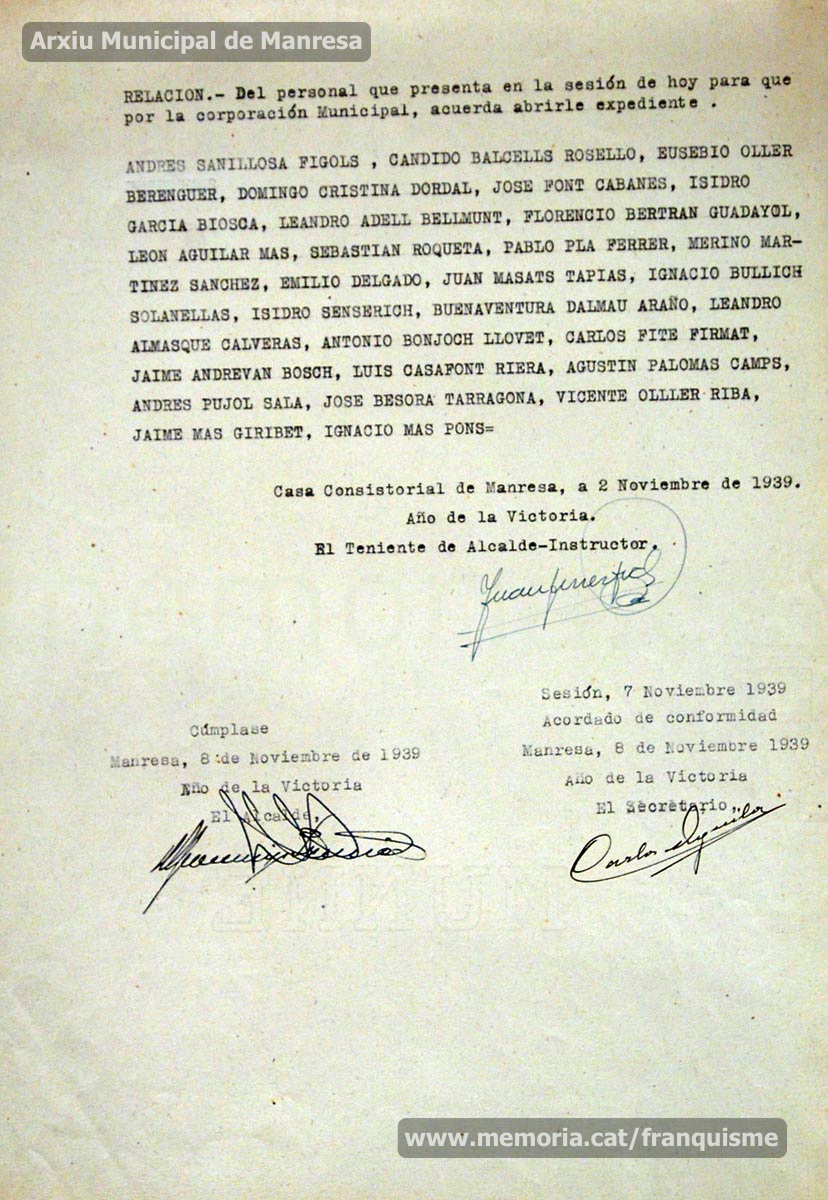 Arxiu Municipal de Manresa
RELACION.- Del personal que presenta en la sesión de hoy para que
por la corporación Municipal, acuerda abrirle expediente .
ANDRES SANILLOSA FIGOLS , CANDIDO BALCELLS ROSELLO, EUSEBIO OLLER
BERENGUER, DOMINGO CRISTINA DORDAL, JOSE FONT CABANES, ISIDRO
GARCIA BIOSCA, LEANDRO ADELL BELLMUNT, FLORENCIO BERTRAN GUADAYOL,
LEON AGUILAR MAS, SEBASTIAN ROQUETA, PABLO PLA FERRER, MERINO MAR-
TINEZ SANCHEZ, EMILIO DELGADO, JUAN MASATS TAPIAS, IGNACIO BULLICH
SOLANELLAS, ISIDRO SENSERICH, BUENAVENTURA DALMAU ARAÑO, LEANDRO
ALMASQUE CALVERAS, ANTONIO BONJOCH LLOVET, CARLOS FITE FIRMAT,
JAIME ANDREVAN BOSCH, LUIS CASAFONT RIERA, AGUSTIN PALOMAS CAMPS,
ANDRES PUJOL SALA, JOSE BESORA TARRAGONA, VICENTE OLLLER RIBA,
JAIME MAS GIRIBET, IGNACIO MAS PONS=
Casa Consistorial de Manresa, a 2 Noviembre de 1939.
Año de la Victoria.
El Teniente de Alcalde-Instructor.
Juan
Sesión, 7 Noviembre 1939
Acordado de conformidad
Manresa, 8 de Noviembre 1939
Año de la Victoria
El Secretario
Carlos Aguilar
Cúmplase
Manresa, 8 de Noviembre de 1939
Año de la Victoria
El Alcalde,
www.memoria.cat/franquisme